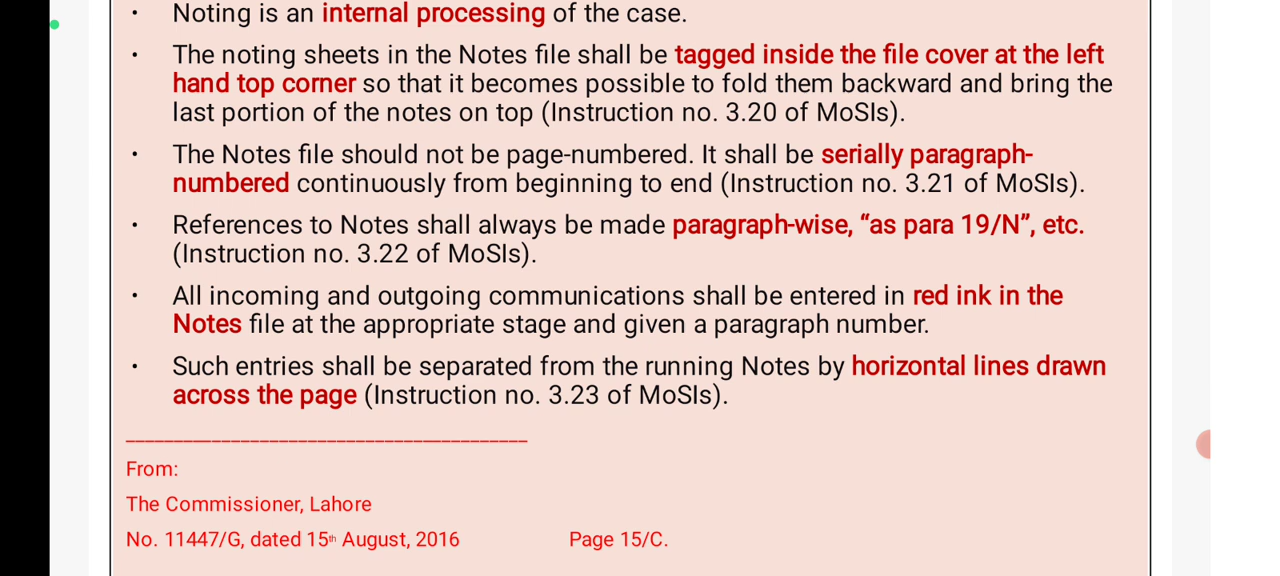 · Noting is an internal processing of the case.
· The noting sheets in the Notes file shall be tagged inside the file cover at the left
hand top corner so that it becomes possible to fold them backward and bring the
last portion of the notes on top (Instruction no. 3.20 of MoSIs).
· The Notes file should not be page-numbered. It shall be serially paragraph-
numbered continuously from beginning to end (Instruction no. 3.21 of MoSIs).
· References to Notes shall always be made paragraph-wise, “as para 19/N”, etc.
(Instruction no. 3.22 of MoSIs).
· All incoming and outgoing communications shall be entered in red ink in the
Notes file at the appropriate stage and given a paragraph number.
· Such entries shall be separated from the running Notes by horizontal lines drawn
across the page (Instruction no. 3.23 of MoSIs).
__________________________________________
From:
The Commissioner, Lahore
No. 11447/G, dated 15th August, 2016 Page 15/C.